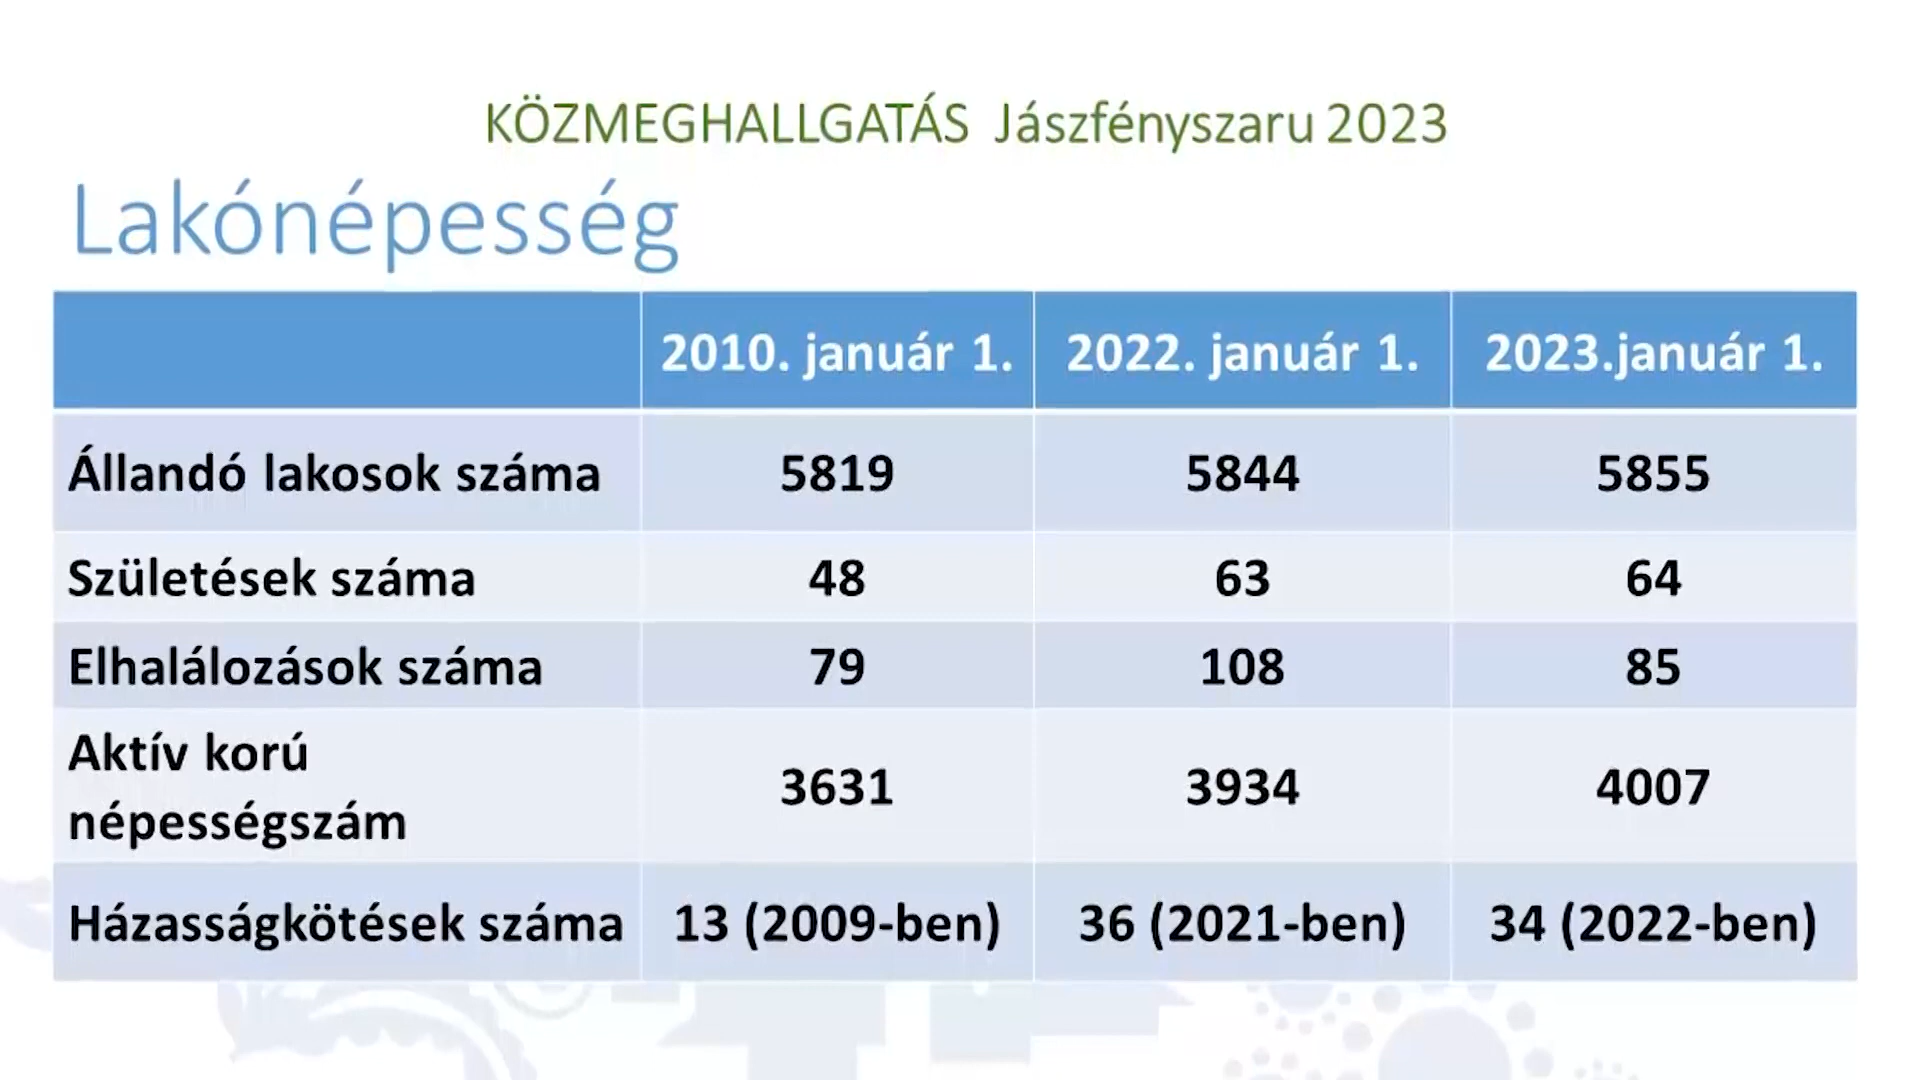 KÖZMEGHALLGATÁS Jászfényszaru 2023
Lakónépesség
2010. január 1. 2022. január 1. 2023.január 1.
Állandó lakosok száma 5819 5844 5855
Születések száma 48 63 64
Elhalálozások száma 79 108 85
Aktív korú
népességszám 3631 3934 4007
Házasságkötések száma 13 (2009-ben) 36 (2021-ben) 34 (2022-ben)